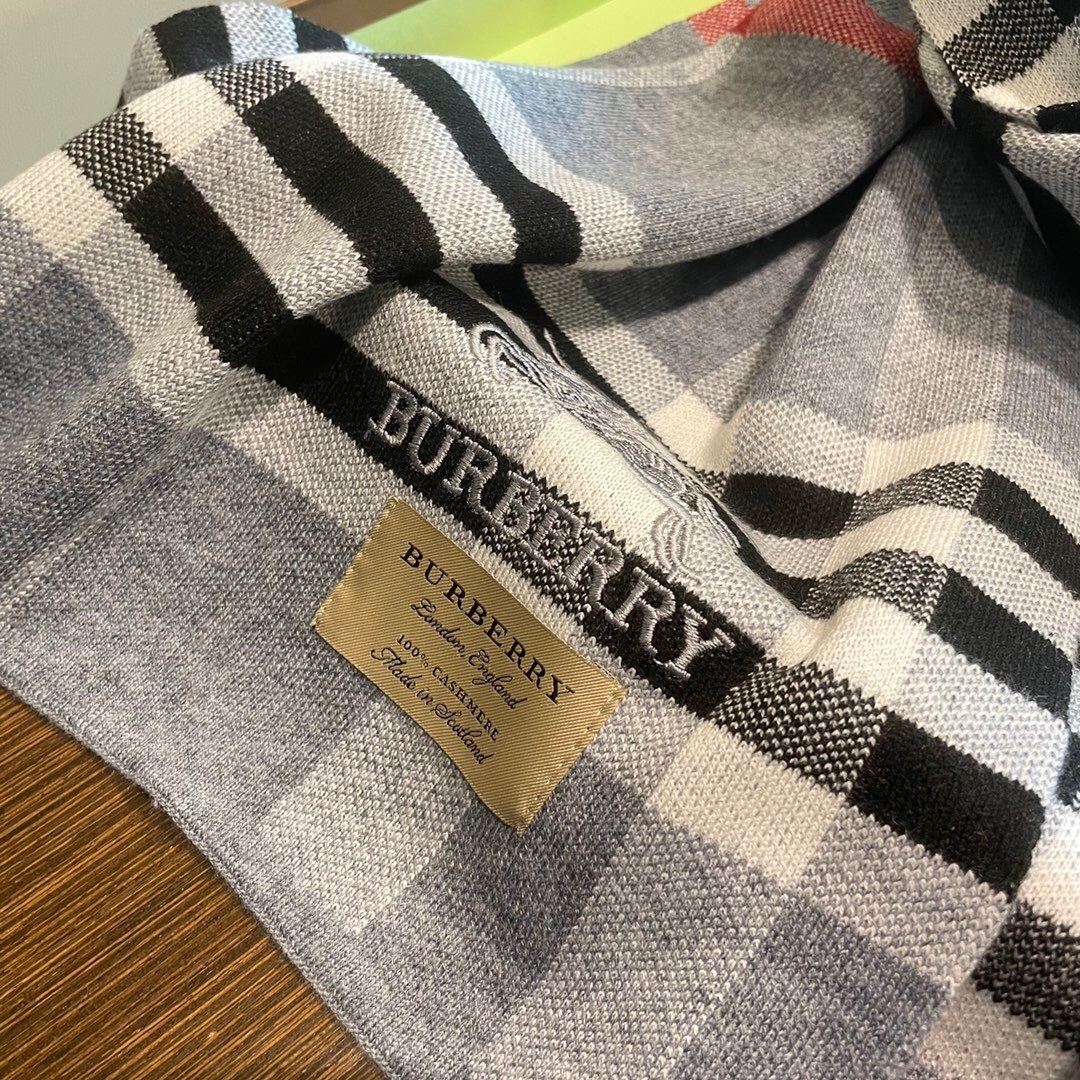 BURBERRY
BURBERRY
London, England
100% CASHMERE
Made in Scotland